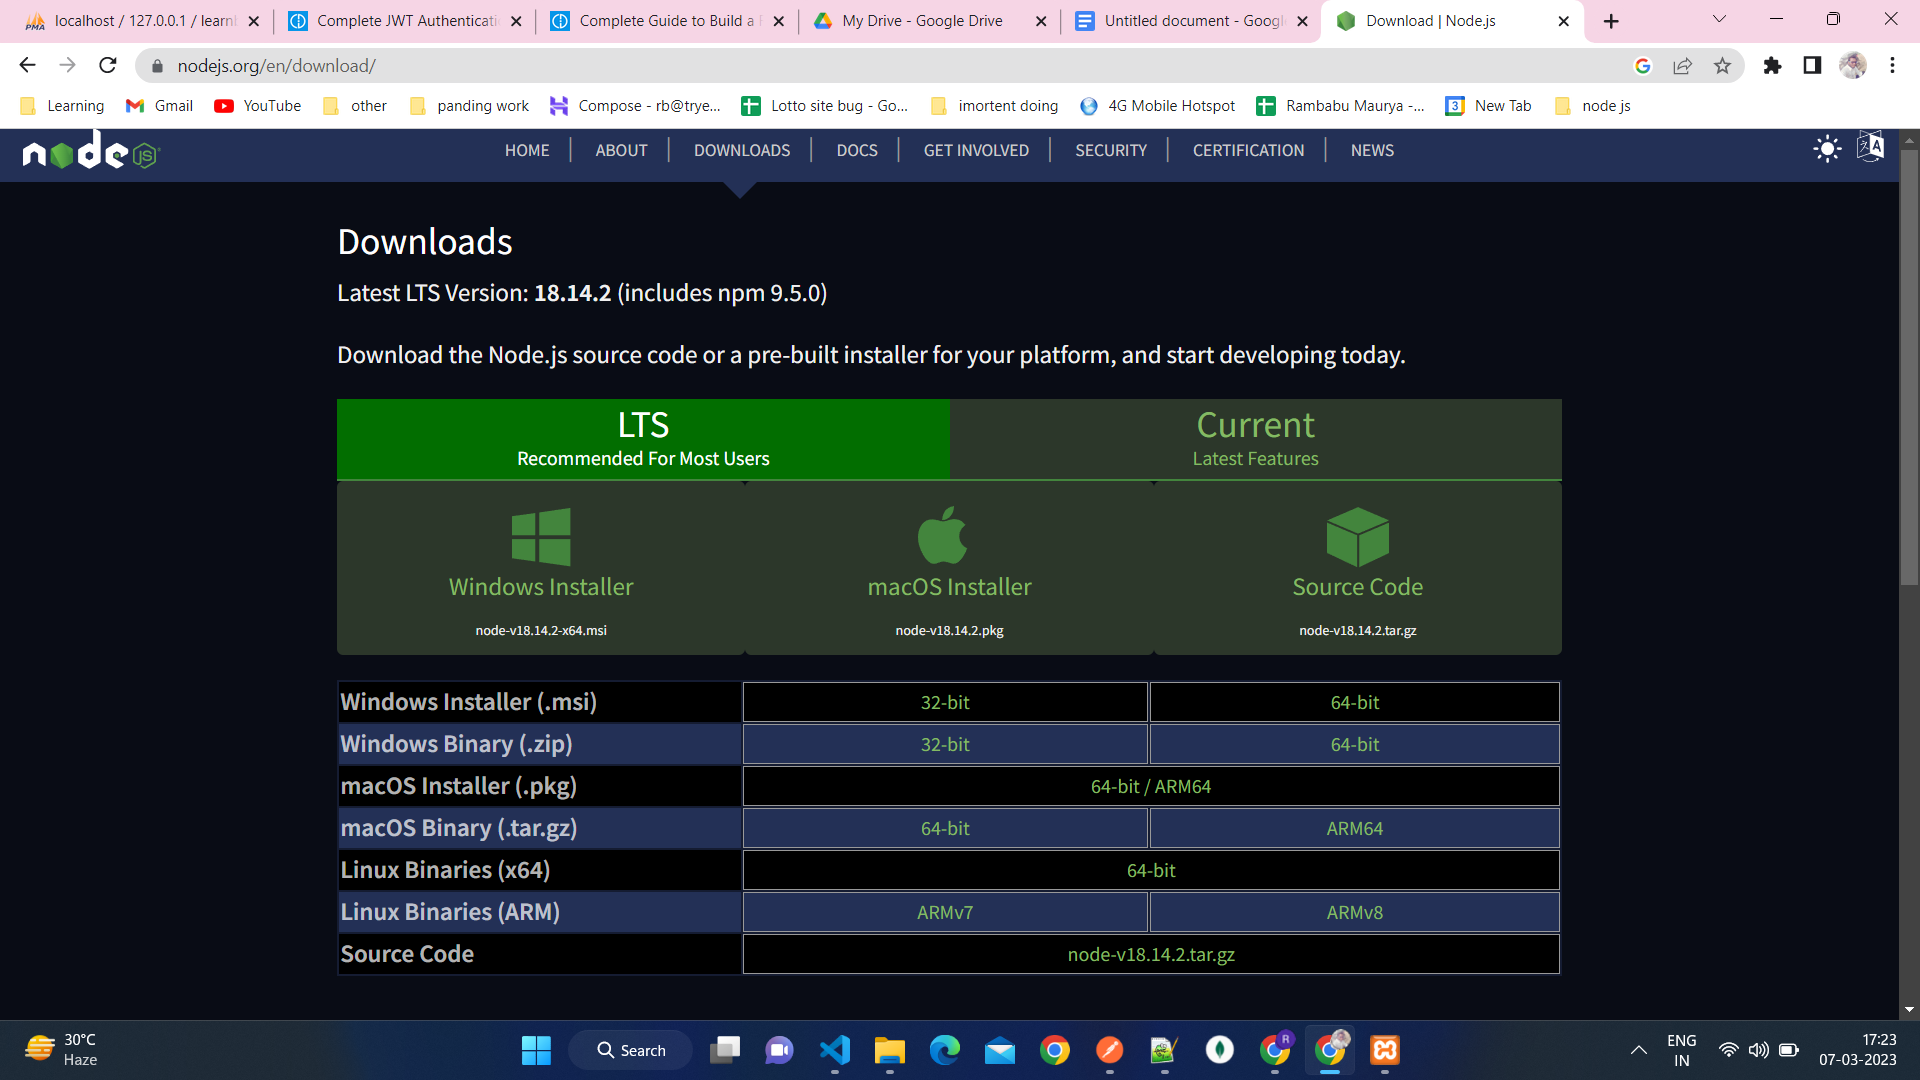 localhost / 127.0.0.1 / learnl
Complete JWT Authenticati
Complete Guide to Build a
My Drive - Google Drive
Untitled document - Googl
Download | Node.js
nodejs.org/en/download/
Learning
Gmail
YouTube
other
panding work
Compose - rb@trye...
Lotto site bug - Go...
imortent doing
4G Mobile Hotspot
Rambabu Maurya -...
New Tab
node js
node JS
HOME
ABOUT
DOWNLOADS
DOCS
GET INVOLVED
SECURITY
CERTIFICATION
NEWS
Downloads
Latest LTS Version: 18.14.2 (includes npm 9.5.0)
Download the Node.js source code or a pre-built installer for your platform, and start developing today.
LTS
Recommended For Most Users
Current
Latest Features
Windows Installer
node-v18.14.2-x64.msi
macOS Installer
node-v18.14.2.pkg
Source Code
node-v18.14.2.tar.gz
Windows Installer (.msi) 32-bit 64-bit
Windows Binary (.zip) 32-bit 64-bit
macOS Installer (.pkg) 64-bit / ARM64
macOS Binary (.tar.gz) 64-bit ARM64
Linux Binaries (x64) 64-bit
Linux Binaries (ARM) ARMv7 ARMv8
Source Code node-v18.14.2.tar.gz
30°C
Haze
Search
ENG
IN
17:23
07-03-2023